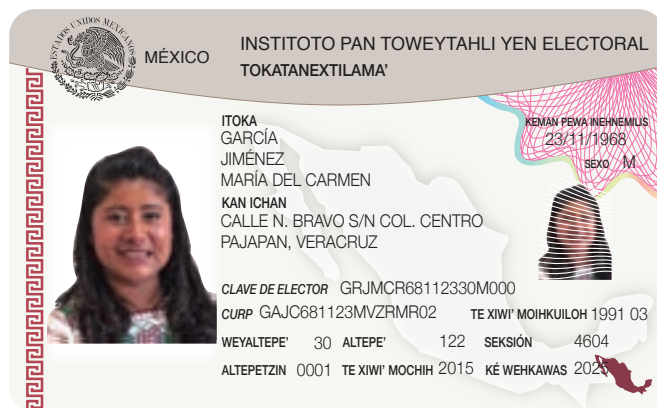 ESTADOS UNIDOS MEXICANOS
MÉXICO
INSTITOTO PAN TOWEYTAHLI YEN ELECTORAL
TOKATANEXTILAMA'
ITOKA
GARCÍA
JIMÉNEZ
MARÍA DEL CARMEN
KEMAN PEWA INEHNEMILIS
23/11/1968
SEXO M
KAN ICHAN
CALLE N. BRAVO S/N COL. CENTRO
PAJAPAN, VERACRUZ
CLAVE DE ELECTOR GRJMCR68112330M000
CURP GAJC681123MVZRMR02 TE XIWI' MOIHKUILOH 1991 03
WEYALTEPE' 30 ALTEPE' 122 SEKSIÓN 4604
ALTEPETZIN 0001 TE XIWI' MOCHIH 2015 KÉ WEHKAWAS 2025